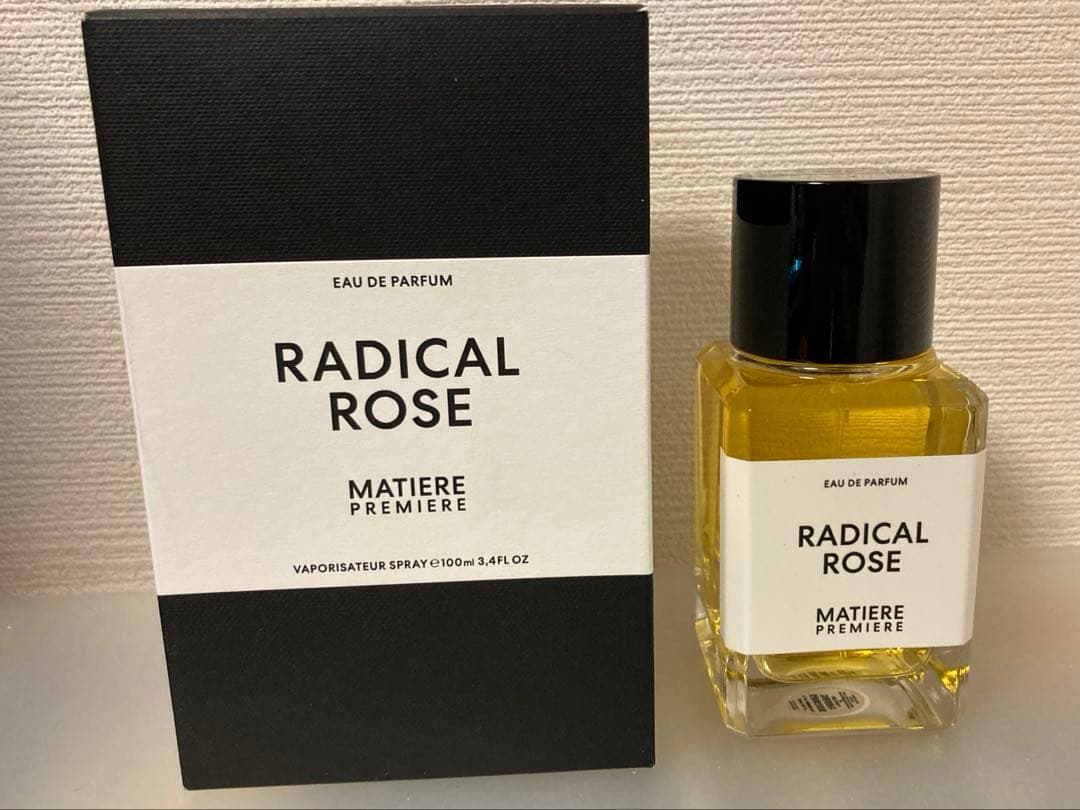 EAU DE PARFUM
RADICAL
ROSE
MATIERE
PREMIERE
VAPORISATEUR SPRAY ℮100ml 3,4FL OZ
EAU DE PARFUM
RADICAL
ROSE
MATIERE
PREMIERE